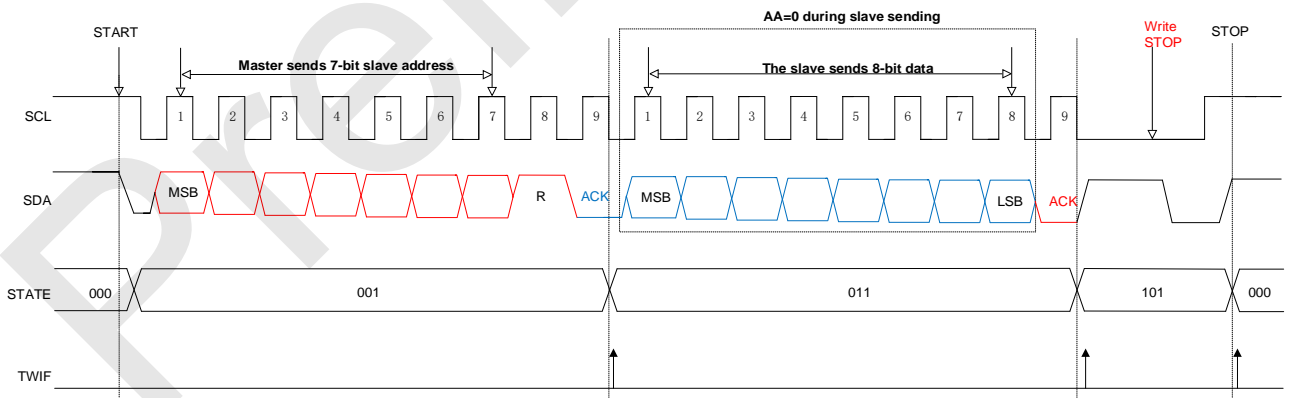 AA=0 during slave sending
START
Write
STOP
STOP
Master sends 7-bit slave address
The slave sends 8-bit data
SCL
1 2 3 4 5 6 7 8 9 1 2 3 4 5 6 7 8 9
SDA
MSB
R
ACK
MSB
LSB
ACK
STATE
000
001
011
101
000
TWIF